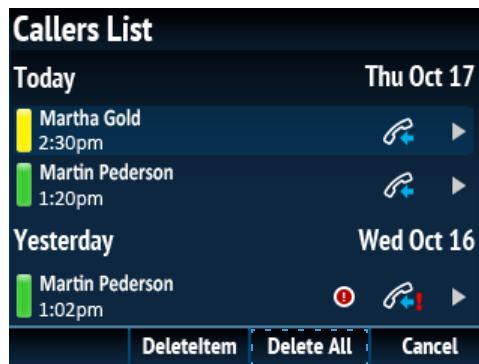 Callers List
Today Thu Oct 17
Martha Gold
2:30pm
Martin Pederson
1:20pm
Yesterday Wed Oct 16
Martin Pederson
1:02pm
DeleteItem Delete All Cancel